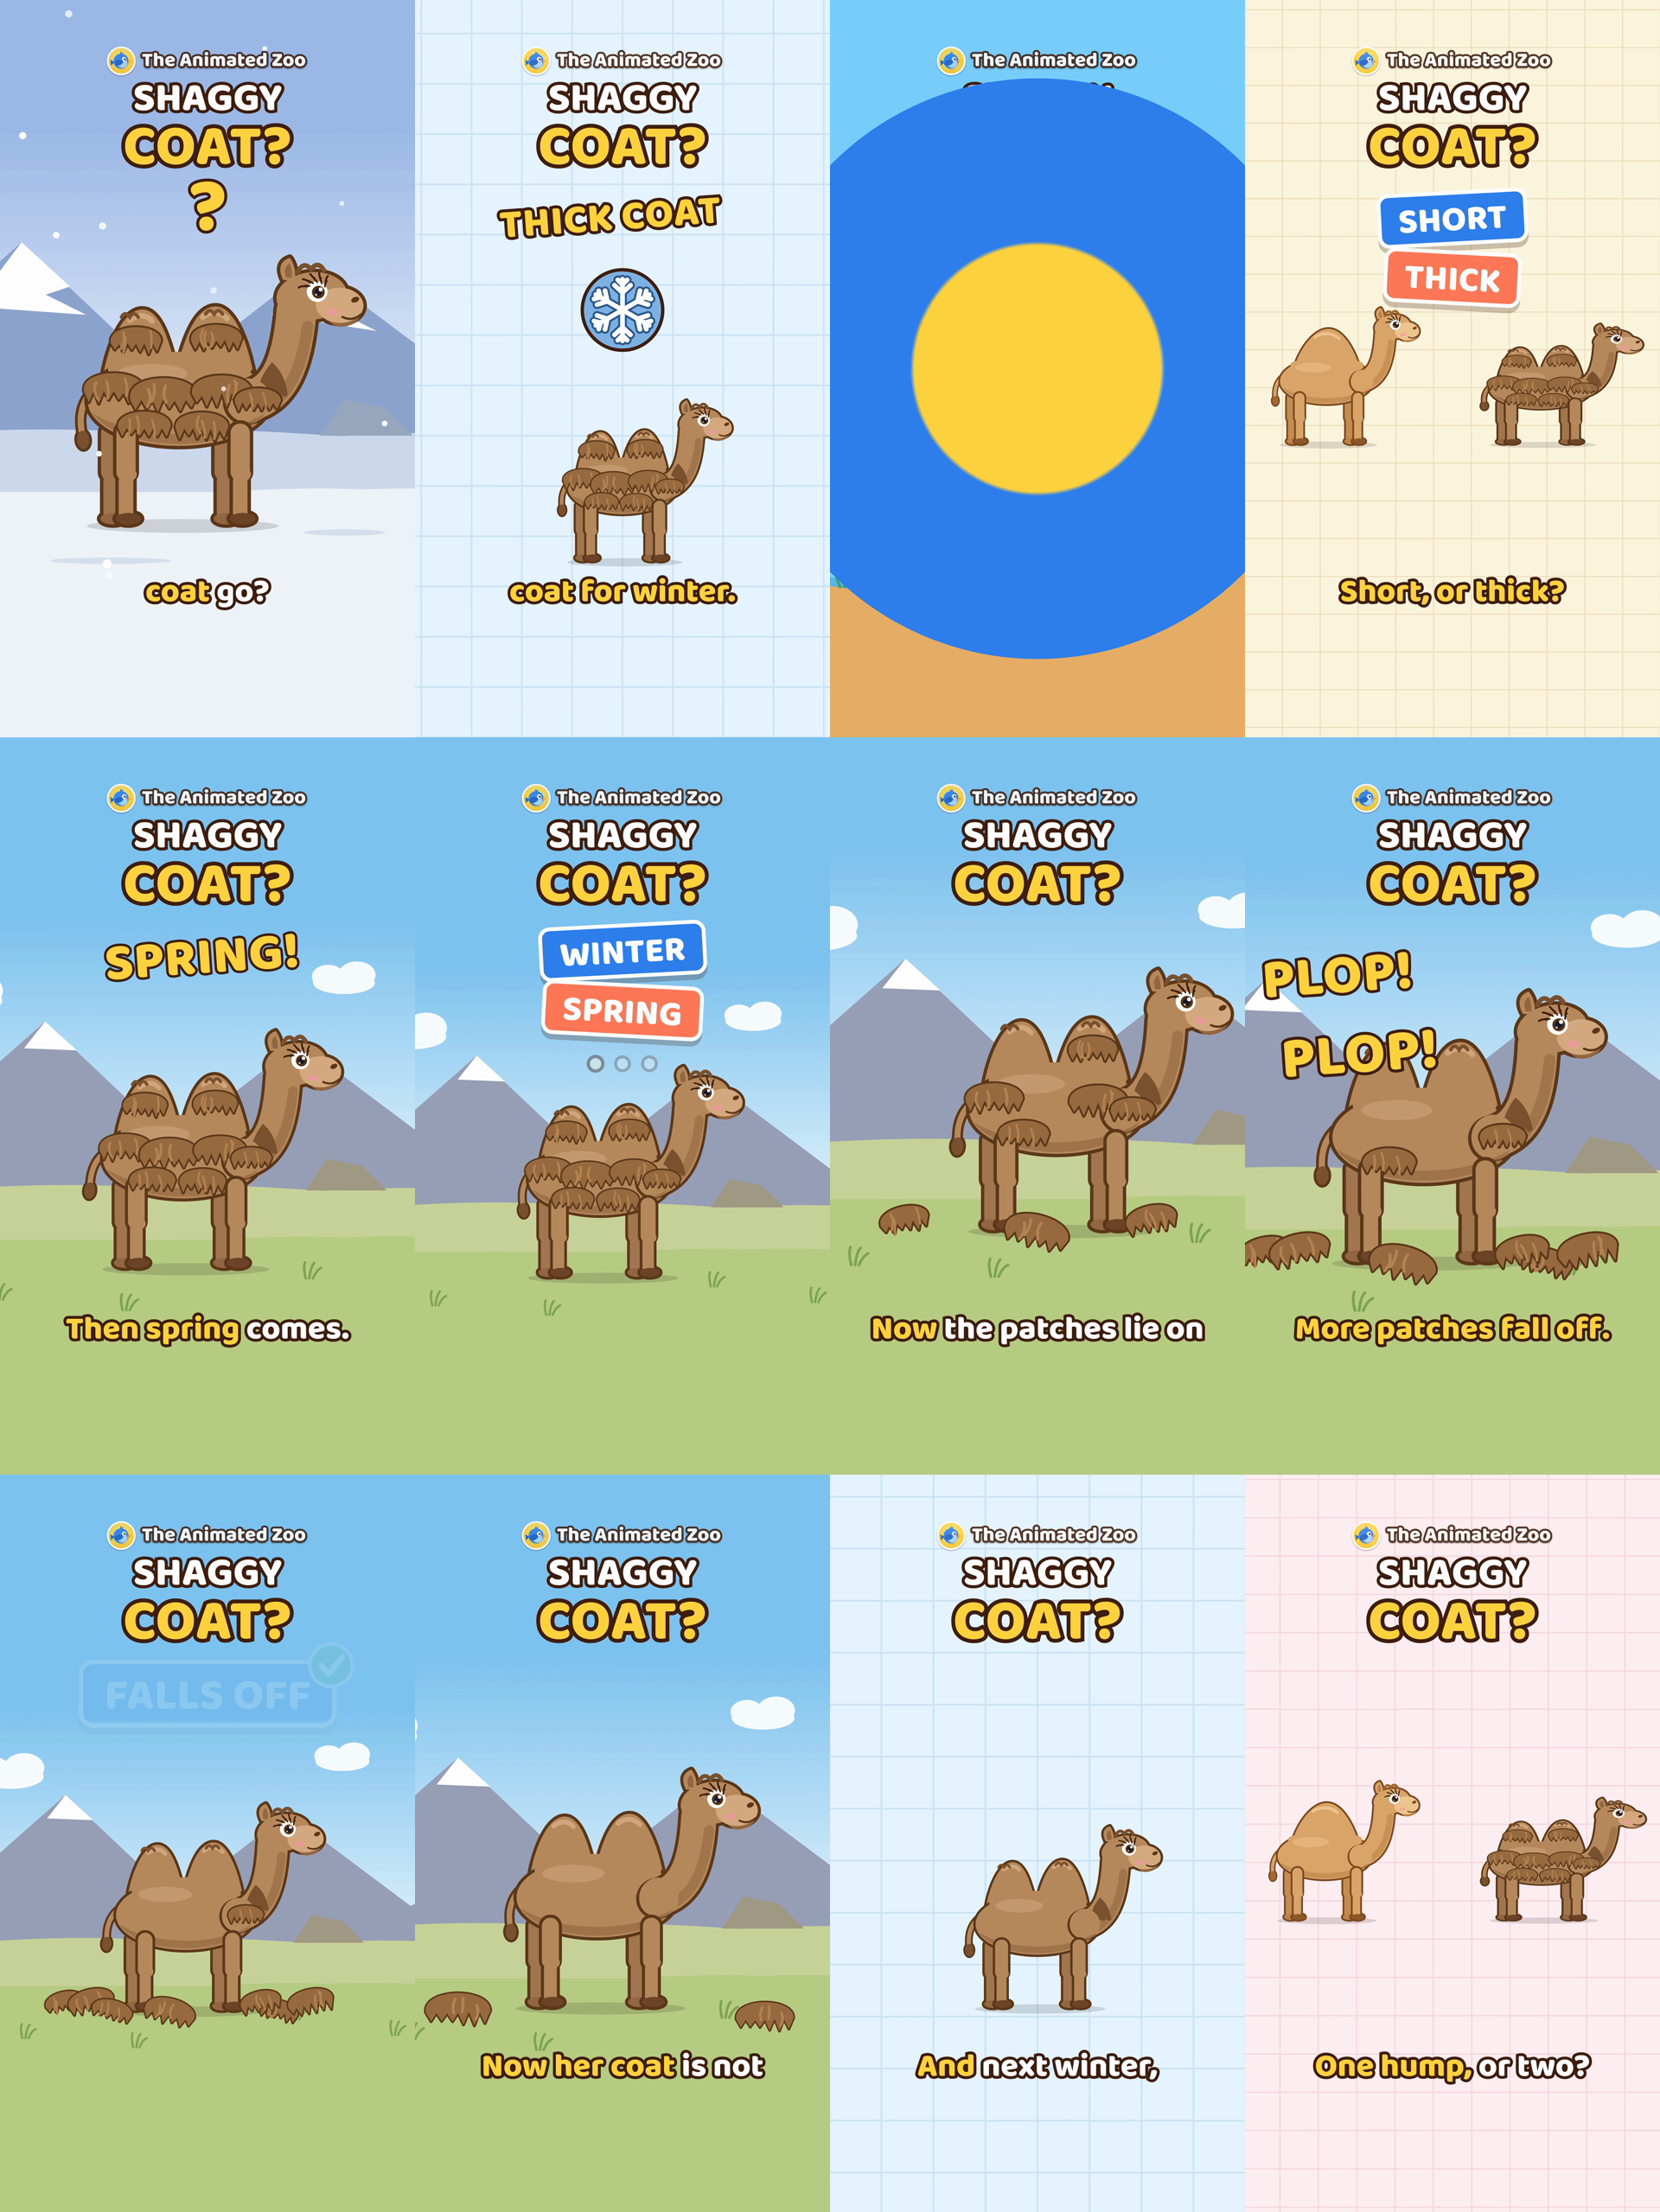 The Animated Zoo
SHAGGY
COAT?
?
coat go?
The Animated Zoo
SHAGGY
COAT?
THICK COAT
coat for winter.
The Animated Zoo
The Animated Zoo
SHAGGY
COAT?
SHORT
THICK
Short, or thick?
The Animated Zoo
SHAGGY
COAT?
SPRING!
Then spring comes.
The Animated Zoo
SHAGGY
COAT?
WINTER
SPRING
The Animated Zoo
SHAGGY
COAT?
Now the patches lie on
The Animated Zoo
SHAGGY
COAT?
PLOP!
PLOP!
More patches fall off.
The Animated Zoo
SHAGGY
COAT?
FALLS OFF
The Animated Zoo
SHAGGY
COAT?
Now her coat is not
The Animated Zoo
SHAGGY
COAT?
And next winter,
The Animated Zoo
SHAGGY
COAT?
One hump, or two?